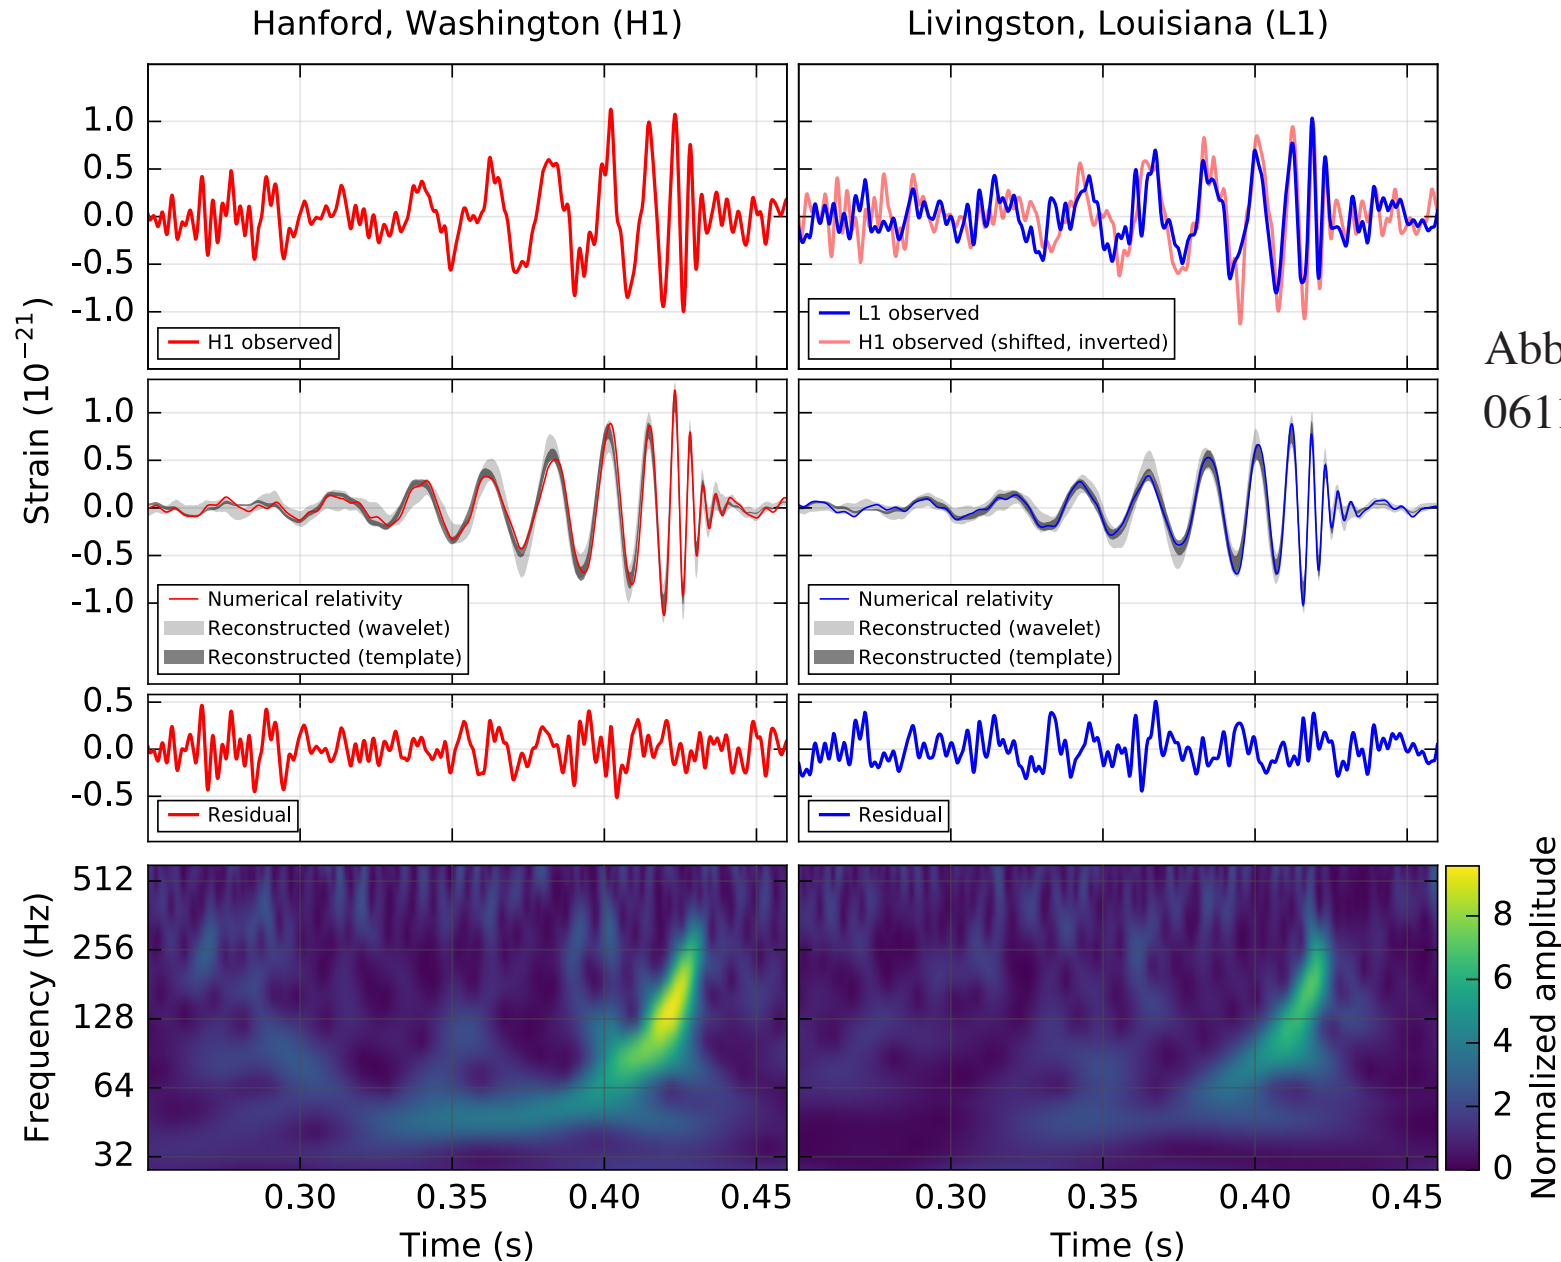 Hanford, Washington (H1)
Livingston, Louisiana (L1)
Strain (10⁻²¹)
1.0
0.5
0.0
-0.5
-1.0
H1 observed
L1 observed
H1 observed (shifted, inverted)
1.0
0.5
0.0
-0.5
-1.0
Numerical relativity
Reconstructed (wavelet)
Reconstructed (template)
Numerical relativity
Reconstructed (wavelet)
Reconstructed (template)
0.5
0.0
-0.5
Residual
Residual
Frequency (Hz)
512
256
128
64
32
0.30 0.35 0.40 0.45
Time (s)
0.30 0.35 0.40 0.45
Time (s)
Normalized amplitude
8
6
4
2
0
Abb